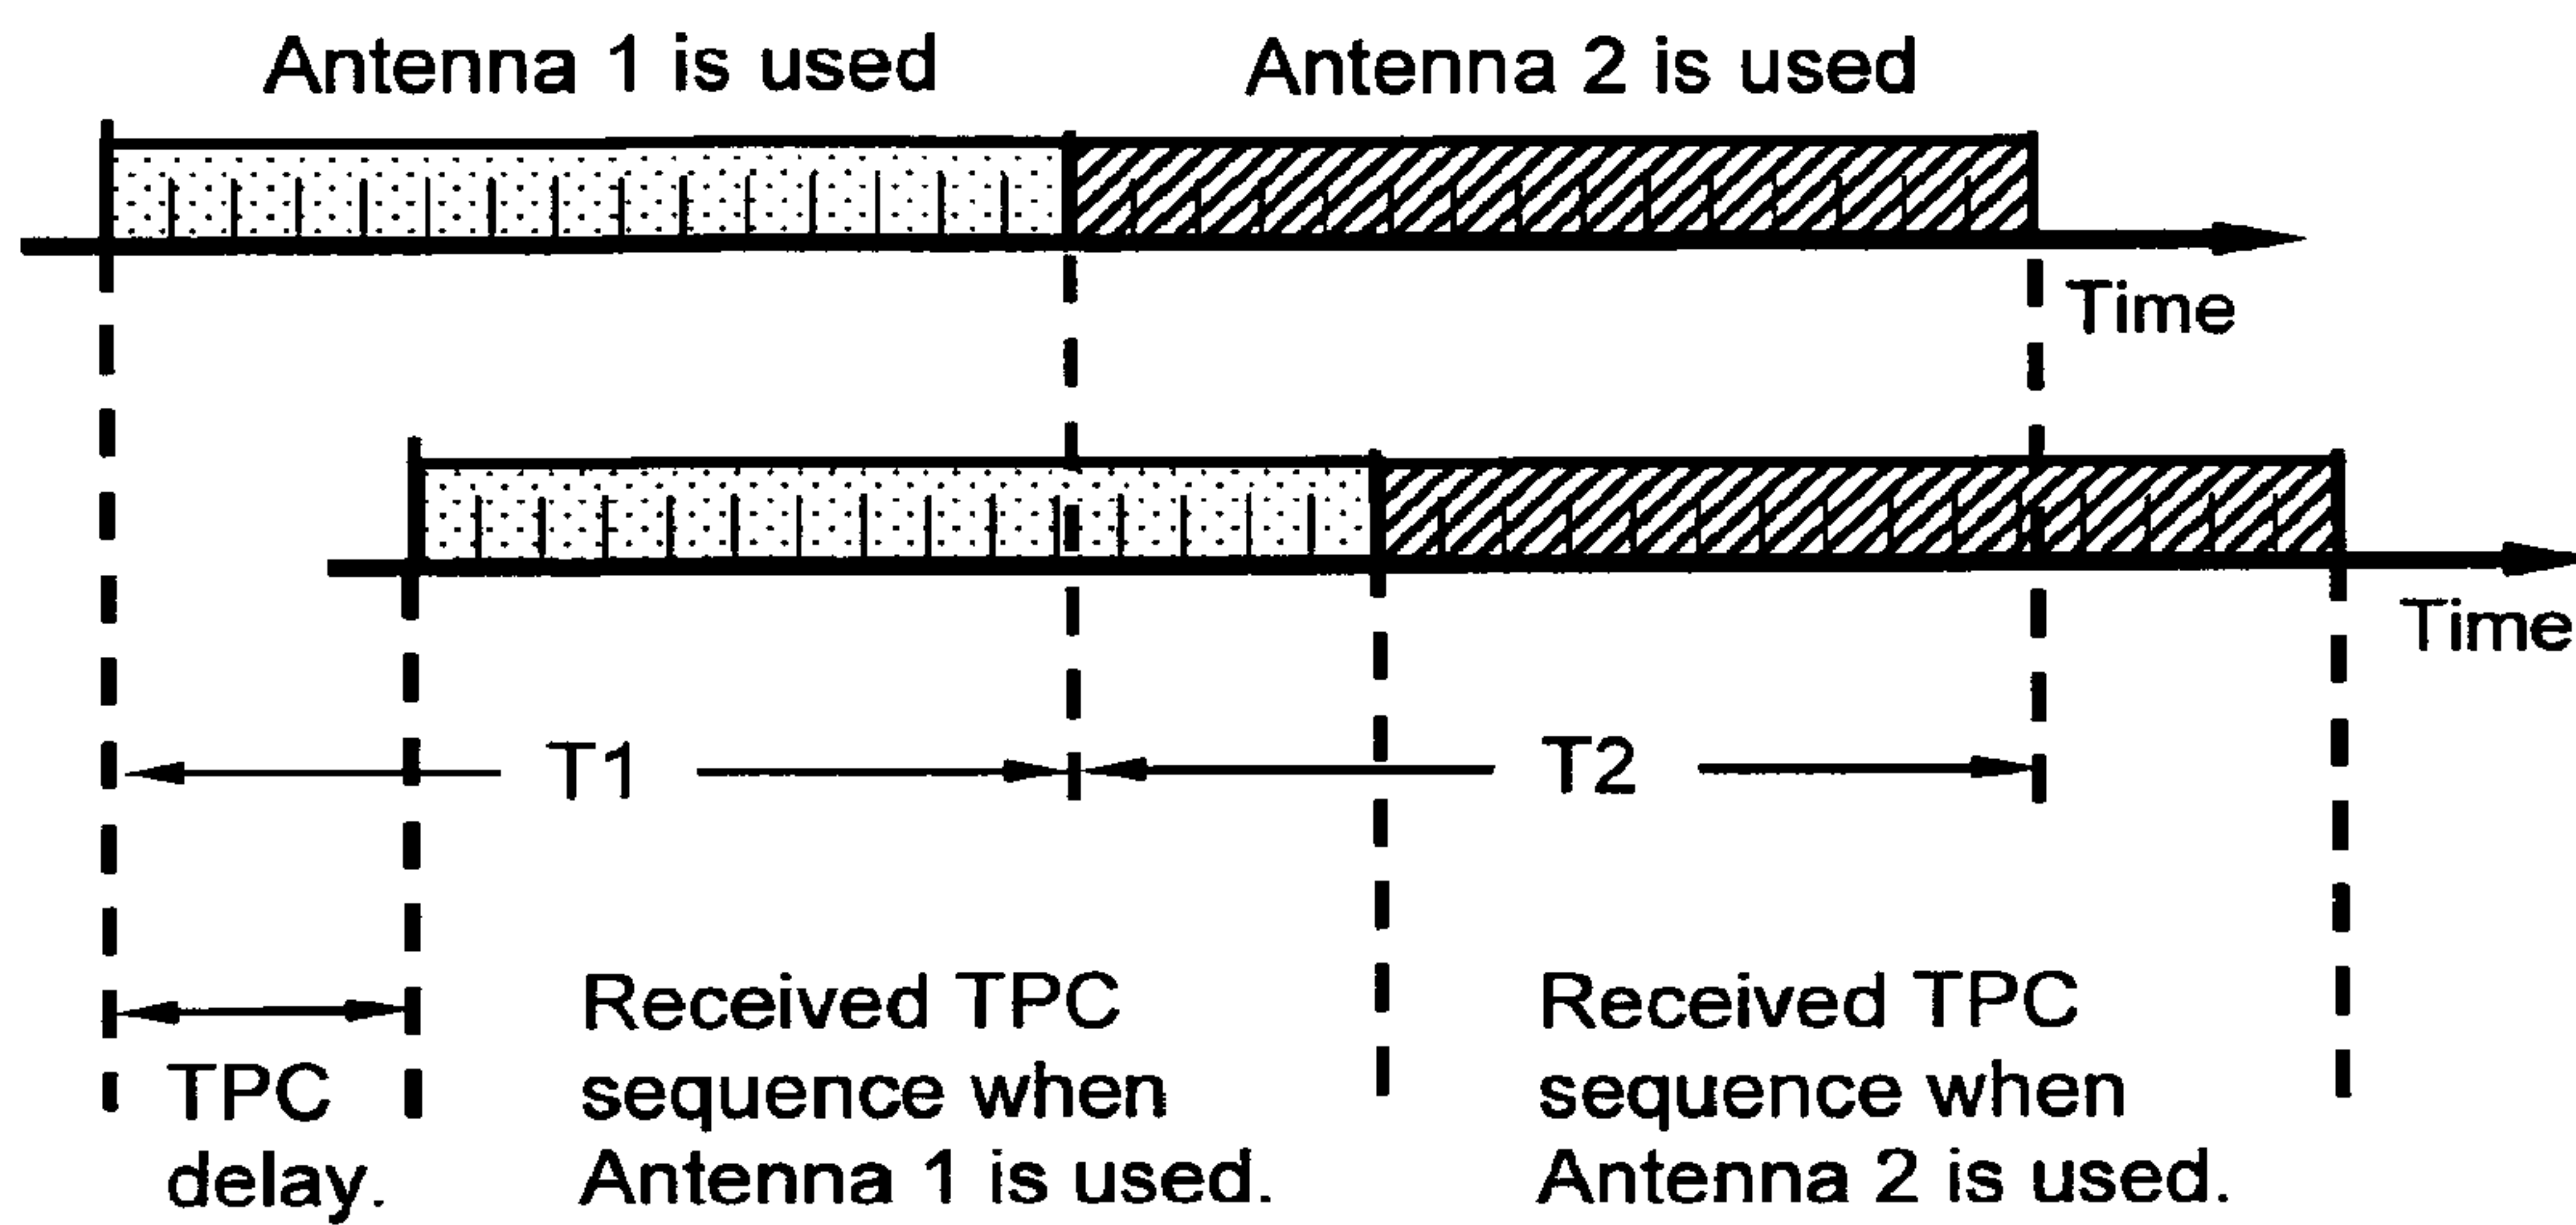 Antenna 1 is used
Antenna 2 is used
Time
Time
T1
T2
TPC
delay.
Received TPC
sequence when
Antenna 1 is used.
Received TPC
sequence when
Antenna 2 is used.